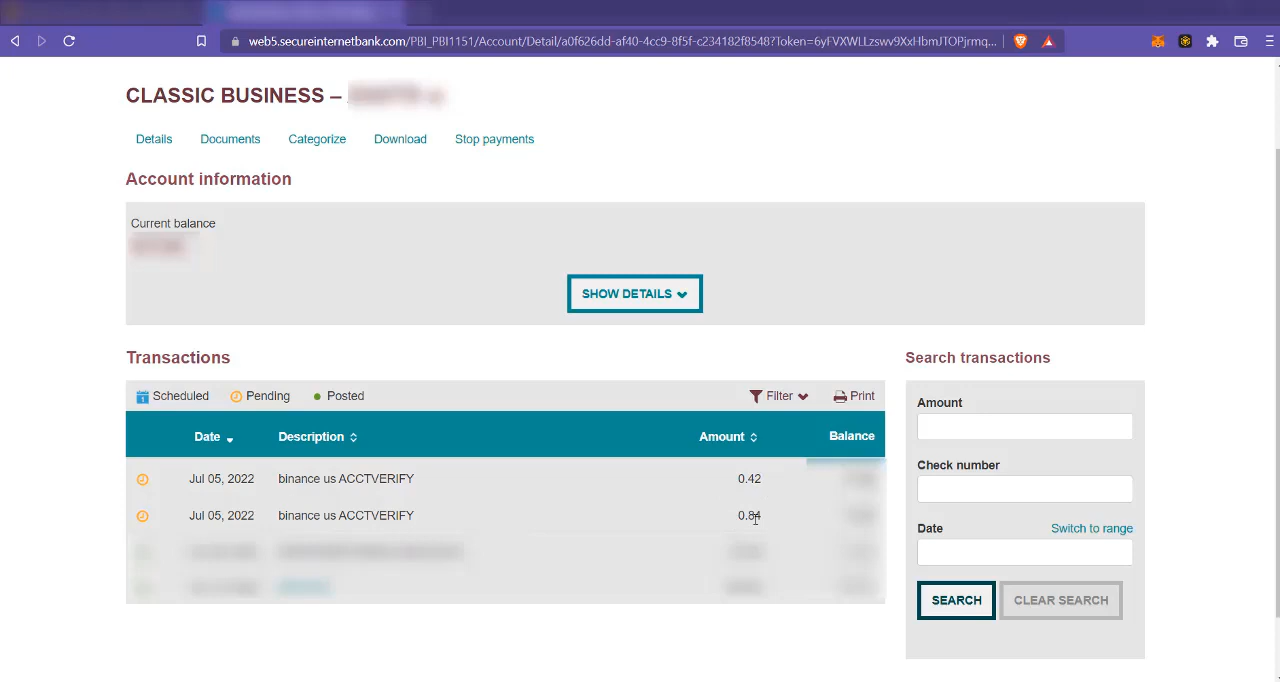 web5.secureinternetbank.com/PBI_PBI1151/Account/Detail/a0f626dd-af40-4cc9-8f5f-c234182f8548?Token=6yFVXWLLzswv9XxHbmJTOPjrmq...
CLASSIC BUSINESS –
Details Documents Categorize Download Stop payments
Account information
Current balance
SHOW DETAILS
Transactions
Search transactions
Scheduled Pending Posted Filter Print
Date Description Amount Balance
Jul 05, 2022 binance us ACCTVERIFY 0.42
Jul 05, 2022 binance us ACCTVERIFY 0.84
Amount
Check number
Date Switch to range
SEARCH CLEAR SEARCH